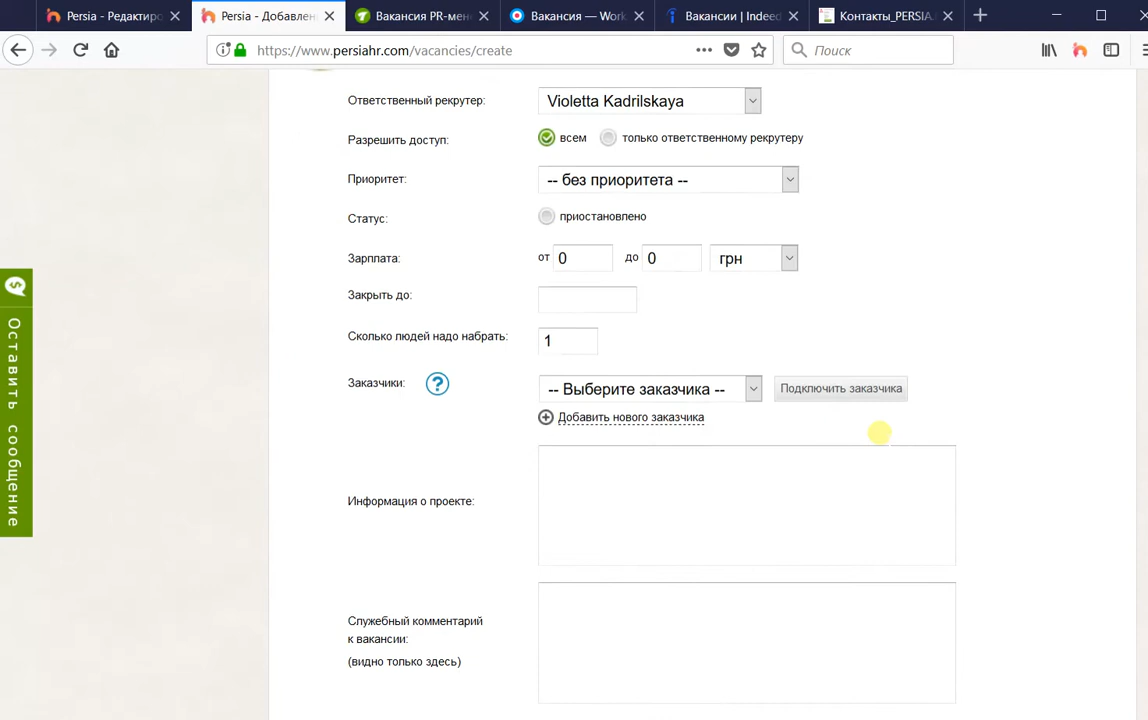 Persia - Редактиро
Persia - Добавлен
Вакансия PR-мен
Вакансия — Work
Вакансии | Indeed
Контакты_PERSIA
https://www.persiahr.com/vacancies/create
Поиск
Ответственный рекрутер:
Violetta Kadrilskaya
Разрешить доступ:
всем
только ответственному рекрутеру
Приоритет:
-- без приоритета --
Статус:
приостановлено
Зарплата:
от 0 до 0 грн
Закрыть до:
Сколько людей надо набрать:
1
Заказчики:
?
-- Выберите заказчика --
Подключить заказчика
Добавить нового заказчика
Информация о проекте:
Служебный комментарий
к вакансии:
(видно только здесь)
Оставить сообщение